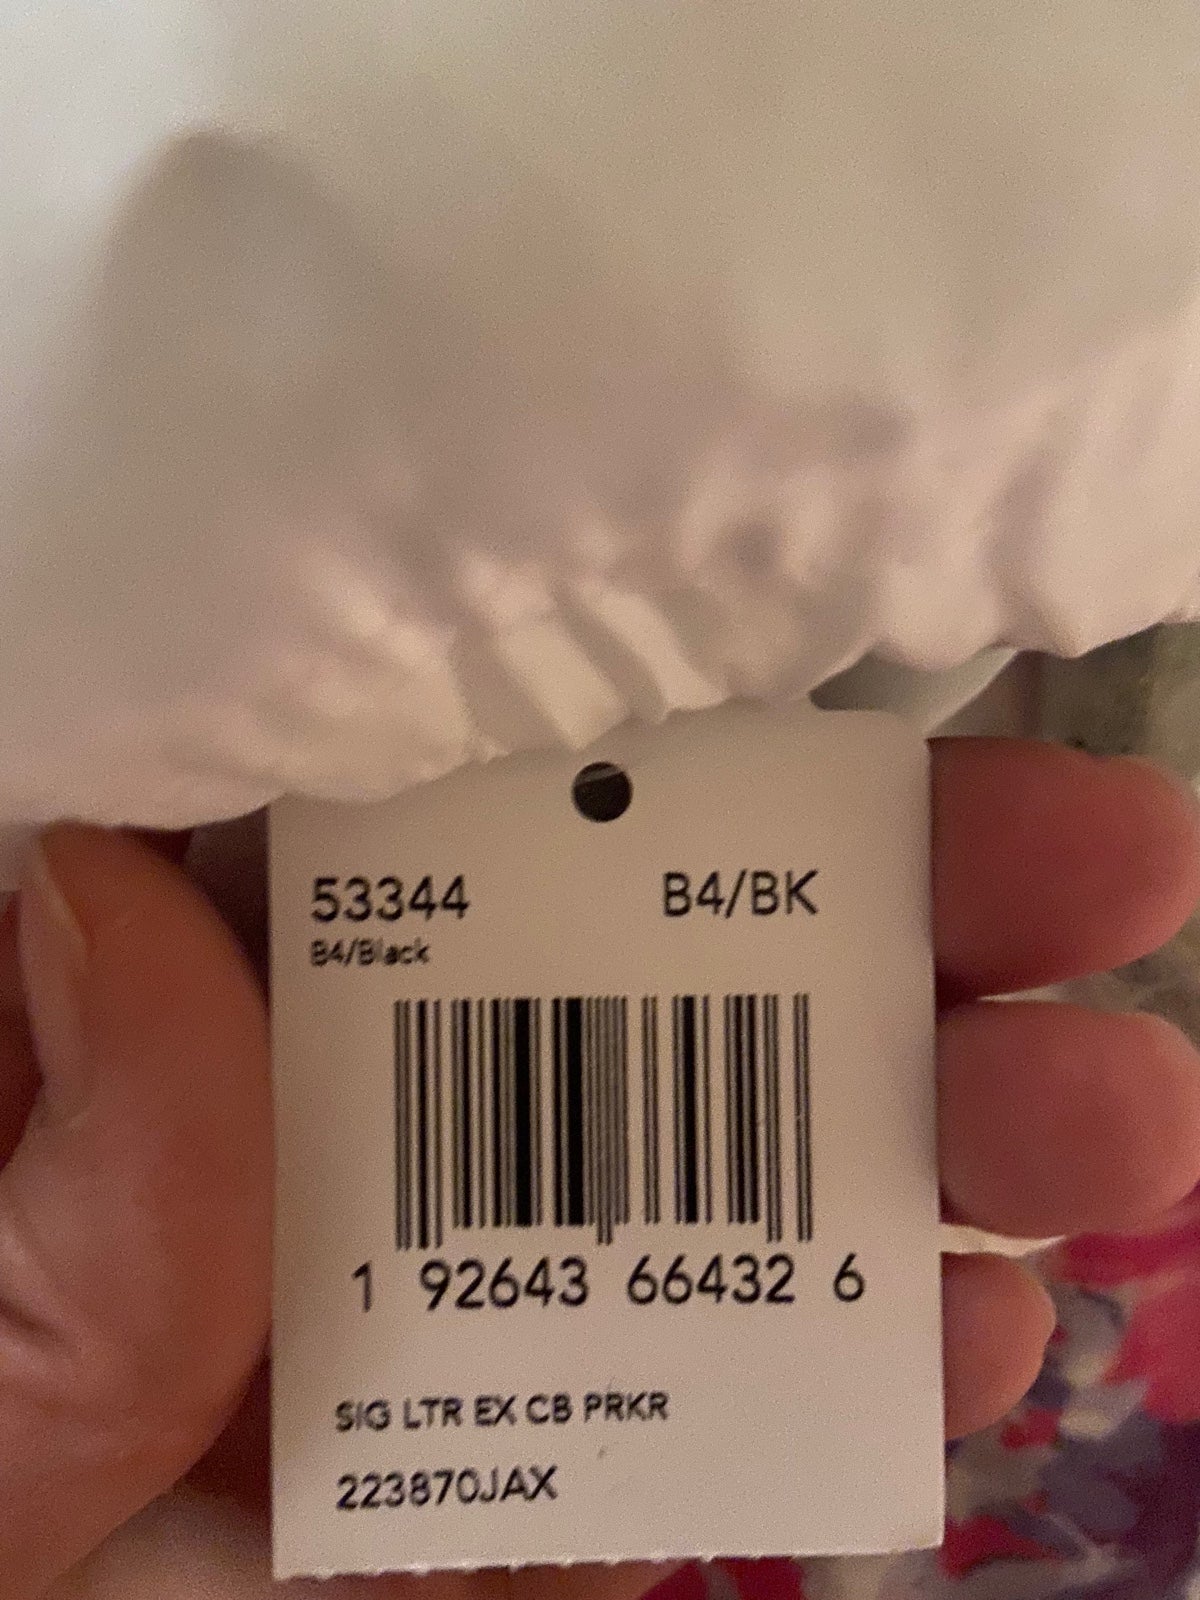 53344 B4/BK
B4/Black
1 92643 66432 6
SIG LTR EX CB PRKR
223870JAX